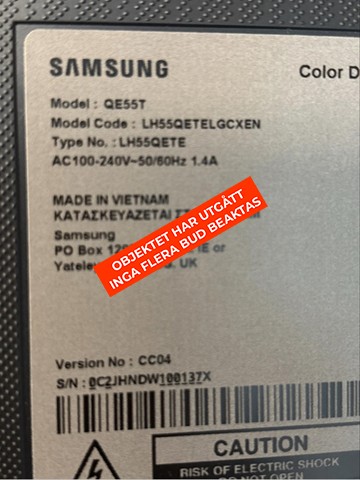 SAMSUNG
Color D
Model : QE55T
Model Code : LH55QETELGCXEN
Type No. : LH55QETE
AC100-240V~50/60Hz 1.4A
MADE IN VIETNAM
ΚΑΤΑΣΚΕΥΑΖΕΤΑΙ
Samsung
PO Box or
UK
OBJEKTET HAR UTGÅTT
INGA FLERA BUD BEAKTAS
Version No : CC04
S/N : 0C2JHNDW100137X
CAUTION
RISK OF ELECTRIC SHOCK
DO NOT OPEN